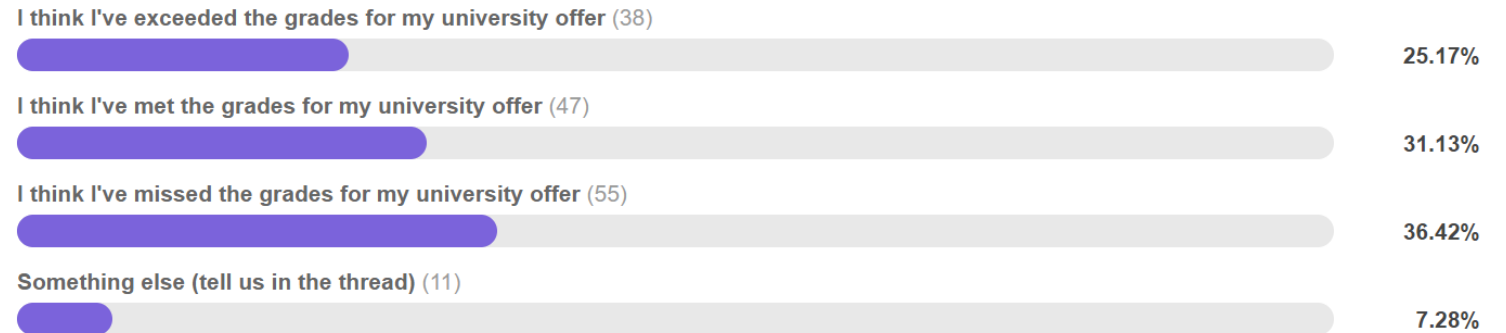 I think I've exceeded the grades for my university offer (38)
25.17%
I think I've met the grades for my university offer (47)
31.13%
I think I've missed the grades for my university offer (55)
36.42%
Something else (tell us in the thread) (11)
7.28%